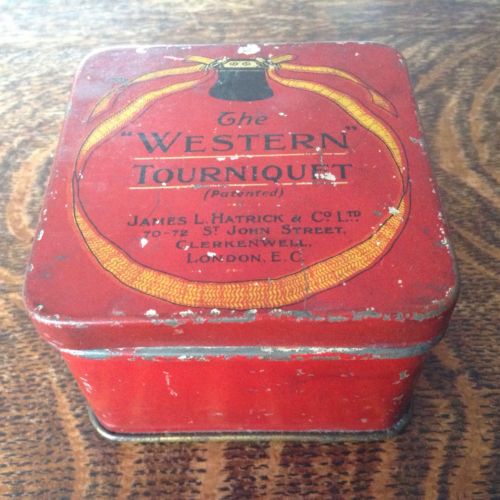 The
"WESTERN"
TOURNIQUET
(Patented)
JAMES L. HATRICK & CO LTD
70-72 ST JOHN STREET,
CLERKENWELL,
LONDON, E.C.